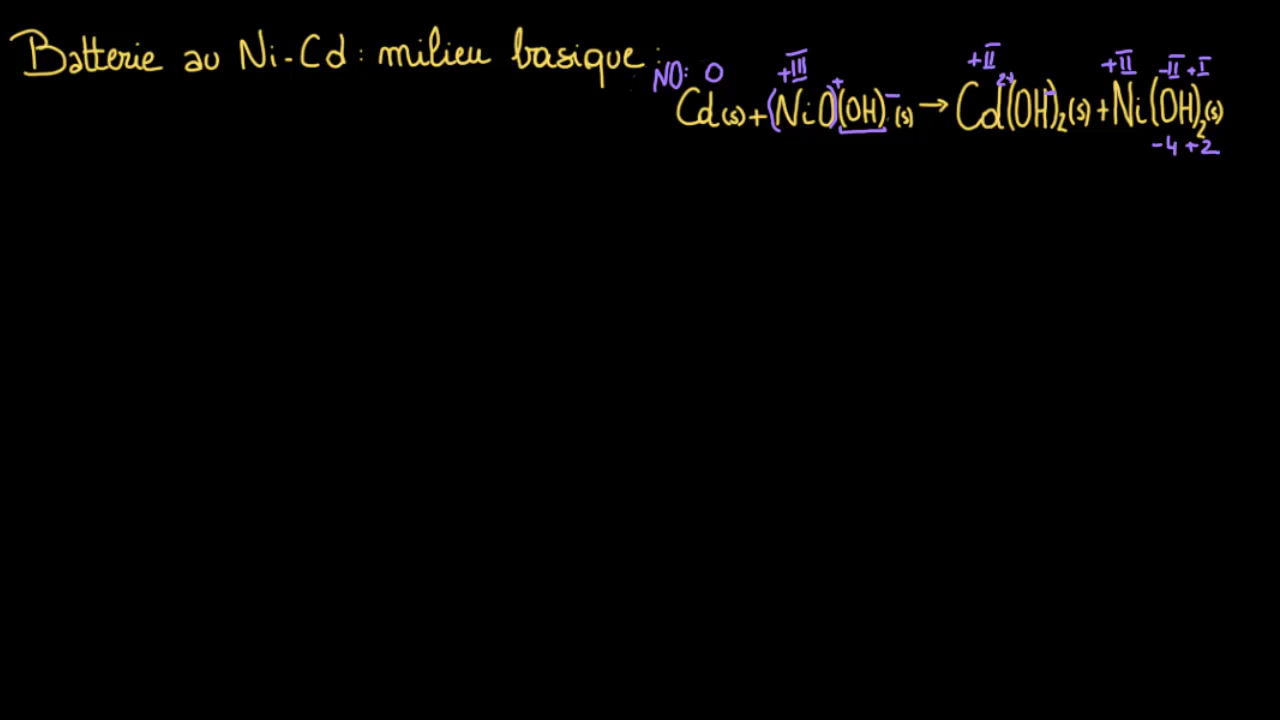 Batterie au Ni-Cd : milieu basique :
NO: 0 +III +II +II -II +I
Cd(s) + (NiO)⁺(OH)⁻(s) → Cd²⁺(OH⁻)₂(s) + Ni(OH)₂(s)
-4 +2